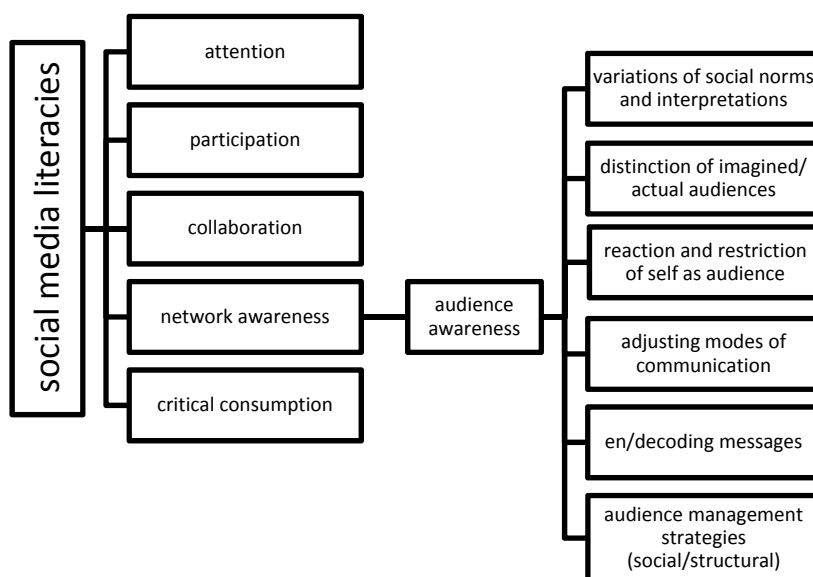 social media literacies
attention
participation
collaboration
network awareness
critical consumption
audience
awareness
variations of social norms
and interpretations
distinction of imagined/
actual audiences
reaction and restriction
of self as audience
adjusting modes of
communication
en/decoding messages
audience management
strategies
(social/structural)